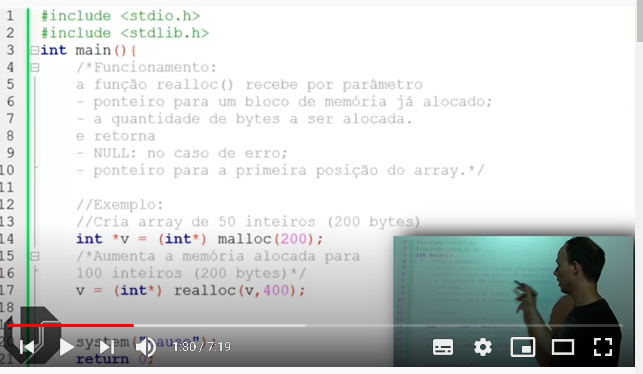 1 #include <stdio.h>
2 #include <stdlib.h>
3 int main(){
4 /*Funcionamento:
5 a função realloc() recebe por parâmetro
6 - ponteiro para um bloco de memória já alocado;
7 - a quantidade de bytes a ser alocada.
8 e retorna
9 - NULL: no caso de erro;
10 - ponteiro para a primeira posição do array.*/
11
12 //Exemplo:
13 //Cria array de 50 inteiros (200 bytes)
14 int *v = (int*) malloc(200);
15 /*Aumenta a memória alocada para
16 100 inteiros (200 bytes)*/
17 v = (int*) realloc(v,400);
18
system("pause");
1:30 / 7:19
21 return 0;